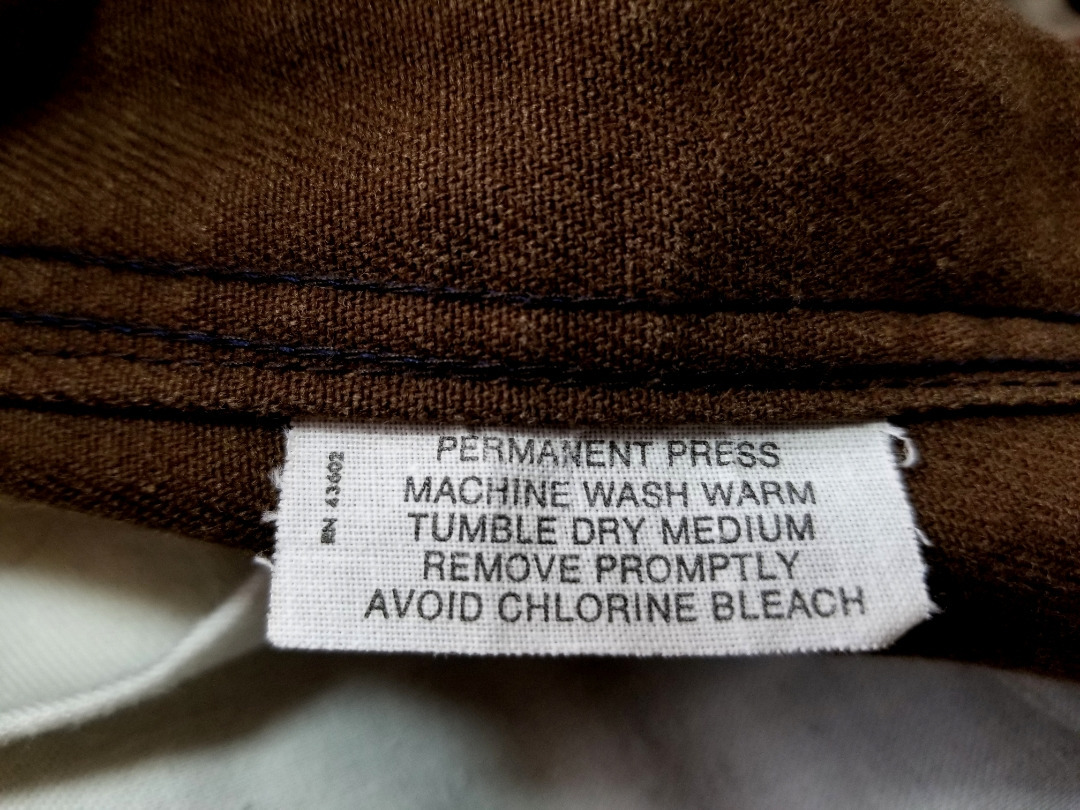 PERMANENT PRESS
MACHINE WASH WARM
TUMBLE DRY MEDIUM
REMOVE PROMPTLY
AVOID CHLORINE BLEACH
RN 43602